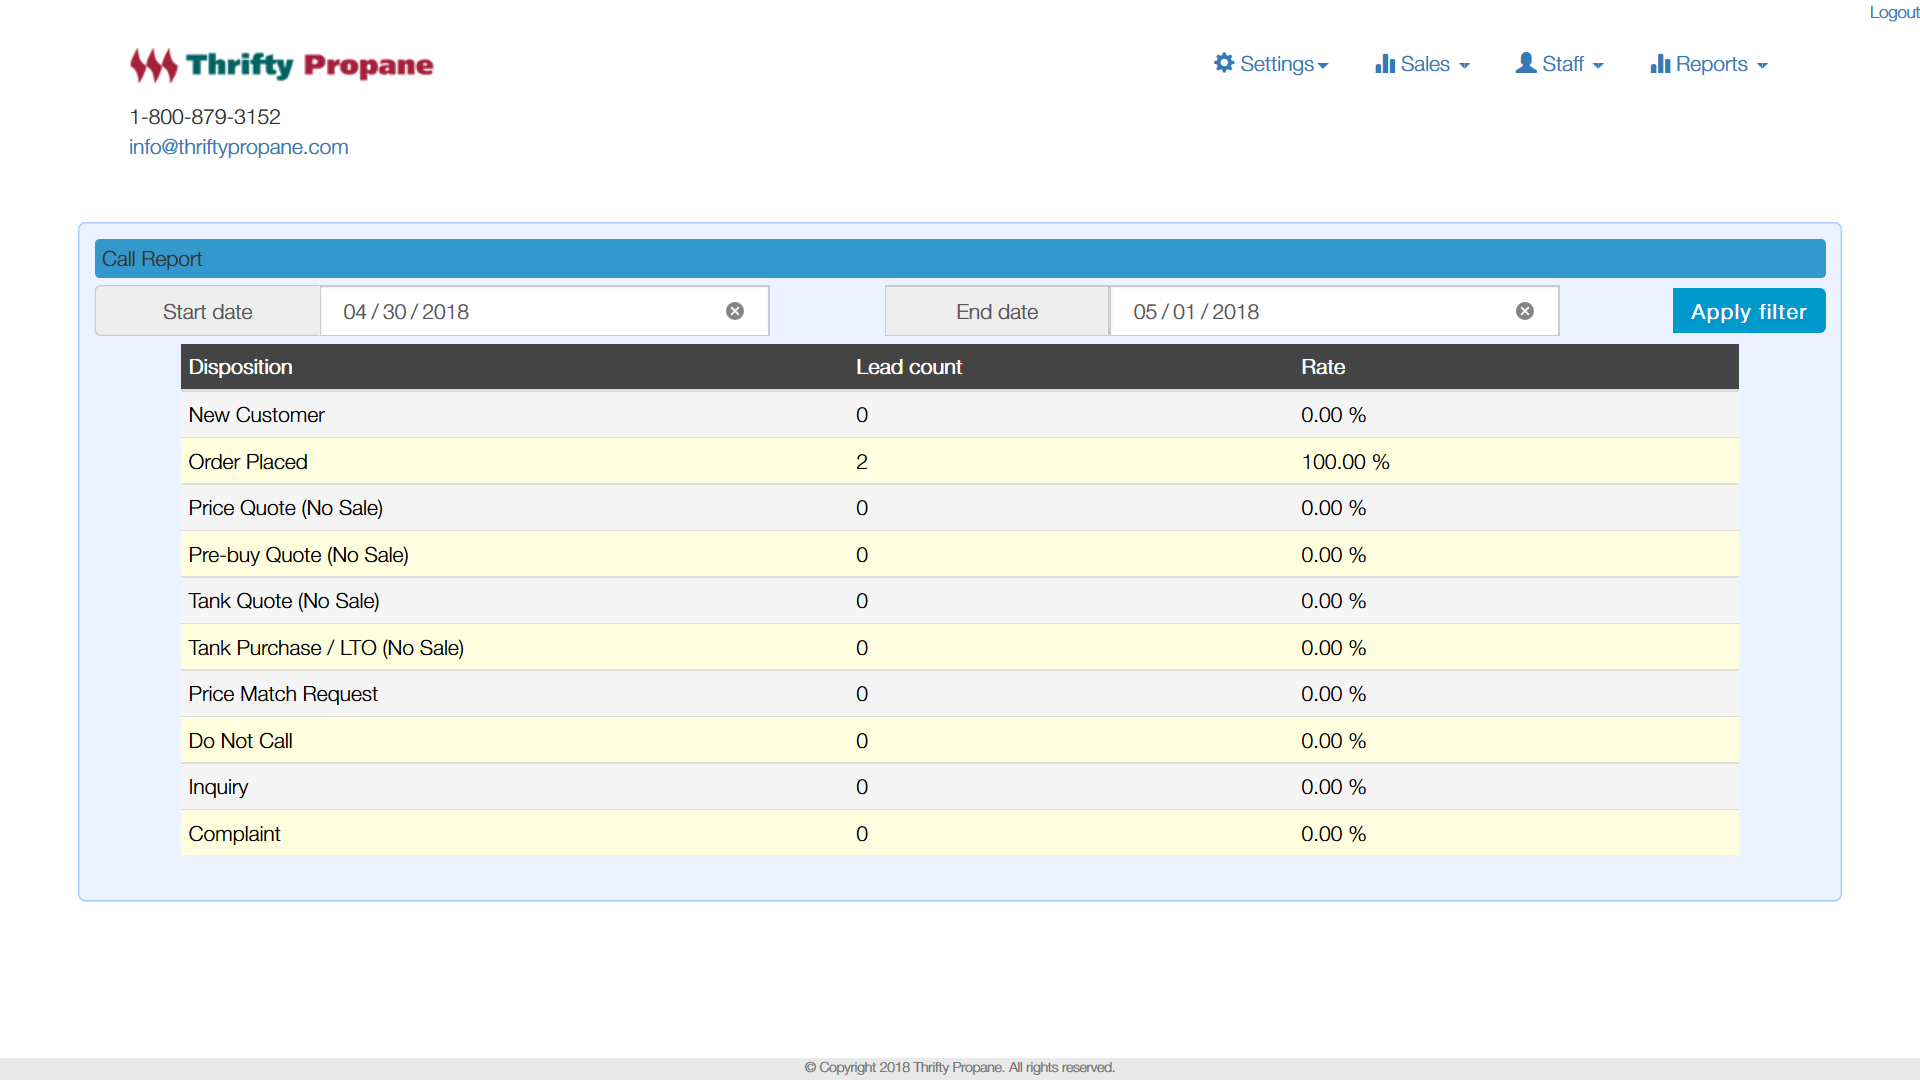 Logout
Thrifty Propane
Settings
Sales
Staff
Reports
1-800-879-3152
info@thriftypropane.com
Call Report
Start date 04/30/2018 End date 05/01/2018 Apply filter
Disposition Lead count Rate
New Customer 0 0.00 %
Order Placed 2 100.00 %
Price Quote (No Sale) 0 0.00 %
Pre-buy Quote (No Sale) 0 0.00 %
Tank Quote (No Sale) 0 0.00 %
Tank Purchase / LTO (No Sale) 0 0.00 %
Price Match Request 0 0.00 %
Do Not Call 0 0.00 %
Inquiry 0 0.00 %
Complaint 0 0.00 %
© Copyright 2018 Thrifty Propane. All rights reserved.